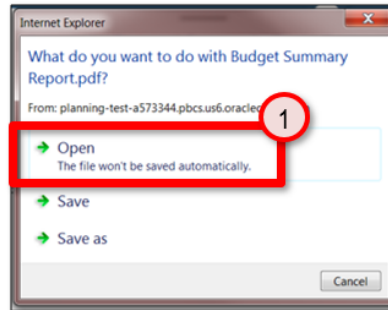 Internet Explorer
What do you want to do with Budget Summary
Report.pdf?
From: planning-test-a573344.pbcs.us6.oracle
1
Open
The file won't be saved automatically.
Save
Save as
Cancel